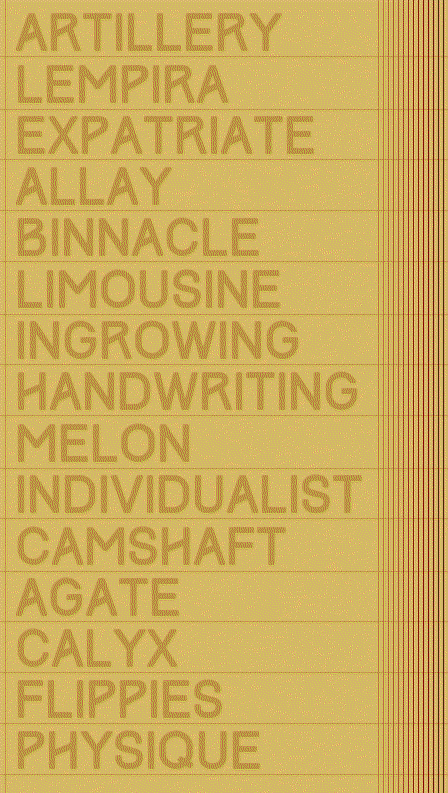 ARTILLERY
LEMPIRA
EXPATRIATE
ALLAY
BINNACLE
LIMOUSINE
INGROWING
HANDWRITING
MELON
INDIVIDUALIST
CAMSHAFT
AGATE
CALYX
FLIPPIES
PHYSIQUE